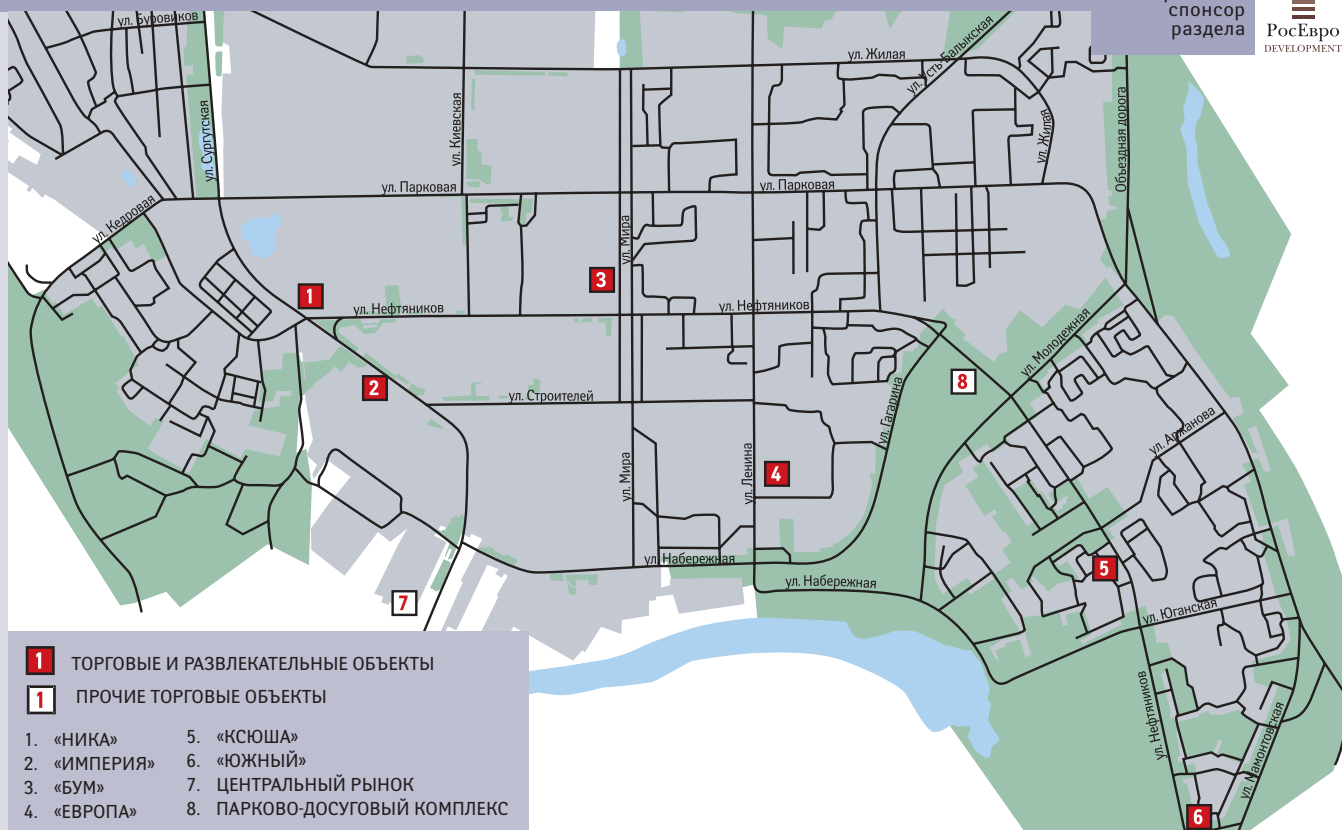 спонсор
раздела
РосЕвро
DEVELOPMENT
ул. Буровиков
ул. Жилая
ул. Усть-Балыкская
ул. Сургутская
ул. Киевская
ул. Жилая
Объездная дорога
ул. Парковая
ул. Парковая
ул. Кедровая
ул. Мира
3
1
ул. Нефтяников
ул. Нефтяников
ул. Молодежная
2
8
ул. Строителей
ул. Гагарина
ул. Аржанова
ул. Мира
ул. Ленина
4
ул. Набережная
5
ул. Набережная
7
ул. Юганская
ул. Нефтяников
ул. Мамонтовская
6
1 ТОРГОВЫЕ И РАЗВЛЕКАТЕЛЬНЫЕ ОБЪЕКТЫ
1 ПРОЧИЕ ТОРГОВЫЕ ОБЪЕКТЫ
1. «НИКА»
2. «ИМПЕРИЯ»
3. «БУМ»
4. «ЕВРОПА»
5. «КСЮША»
6. «ЮЖНЫЙ»
7. ЦЕНТРАЛЬНЫЙ РЫНОК
8. ПАРКОВО-ДОСУГОВЫЙ КОМПЛЕКС